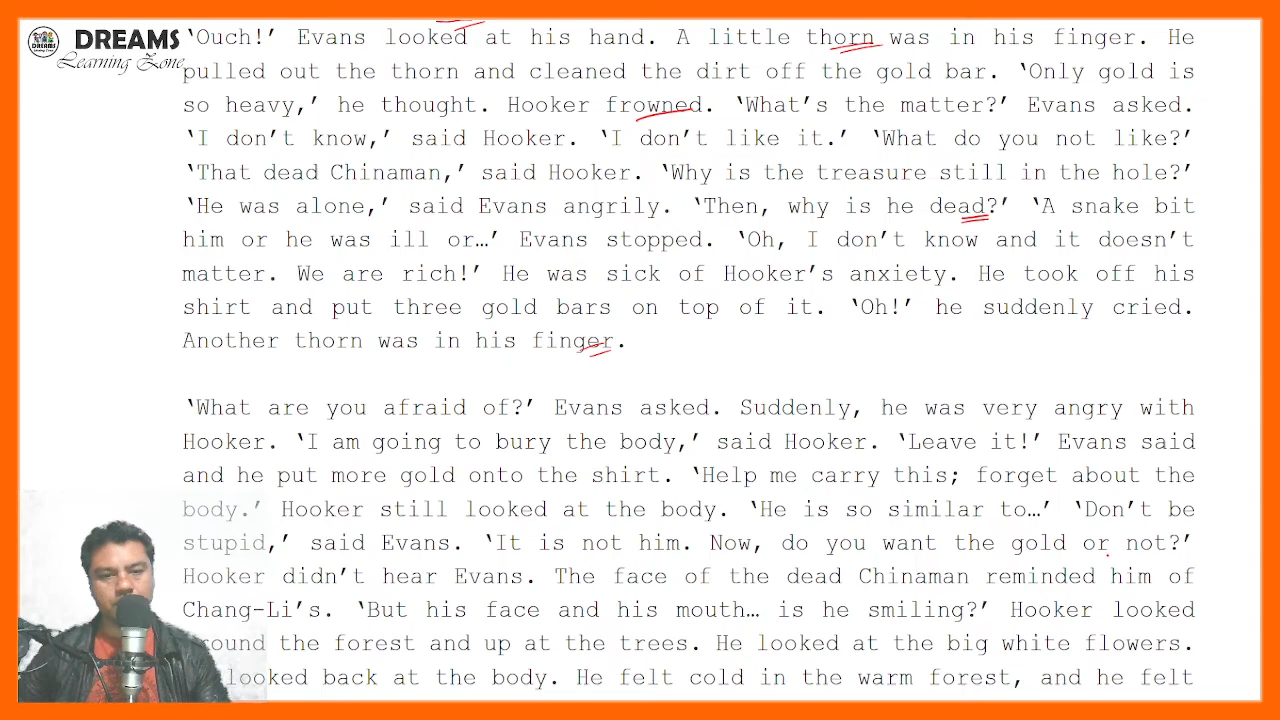 DREAMS
Learning Zone
DREAMS
‘Ouch!’ Evans looked at his hand. A little thorn was in his finger. He
pulled out the thorn and cleaned the dirt off the gold bar. ‘Only gold is
so heavy,’ he thought. Hooker frowned. ‘What’s the matter?’ Evans asked.
‘I don’t know,’ said Hooker. ‘I don’t like it.’ ‘What do you not like?’
‘That dead Chinaman,’ said Hooker. ‘Why is the treasure still in the hole?’
‘He was alone,’ said Evans angrily. ‘Then, why is he dead?’ ‘A snake bit
him or he was ill or…’ Evans stopped. ‘Oh, I don’t know and it doesn’t
matter. We are rich!’ He was sick of Hooker’s anxiety. He took off his
shirt and put three gold bars on top of it. ‘Oh!’ he suddenly cried.
Another thorn was in his finger.
‘What are you afraid of?’ Evans asked. Suddenly, he was very angry with
Hooker. ‘I am going to bury the body,’ said Hooker. ‘Leave it!’ Evans said
and he put more gold onto the shirt. ‘Help me carry this; forget about the
body.’ Hooker still looked at the body. ‘He is so similar to…’ ‘Don’t be
stupid,’ said Evans. ‘It is not him. Now, do you want the gold or not?’
Hooker didn’t hear Evans. The face of the dead Chinaman reminded him of
Chang-Li’s. ‘But his face and his mouth… is he smiling?’ Hooker looked
around the forest and up at the trees. He looked at the big white flowers.
looked back at the body. He felt cold in the warm forest, and he felt